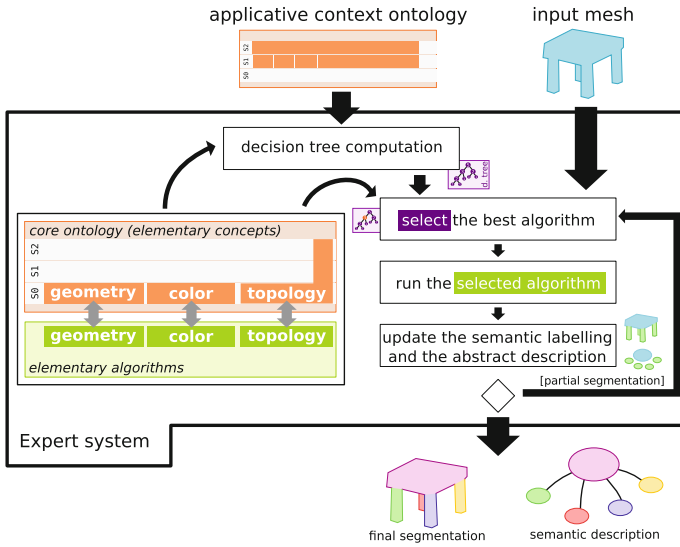 applicative context ontology
input mesh
S2
S1
S0
decision tree computation
d. tree
select the best algorithm
core ontology (elementary concepts)
S2
S1
S0
geometry color topology
run the selected algorithm
geometry color topology
elementary algorithms
update the semantic labelling
and the abstract description
[partial segmentation]
Expert system
final segmentation
semantic description